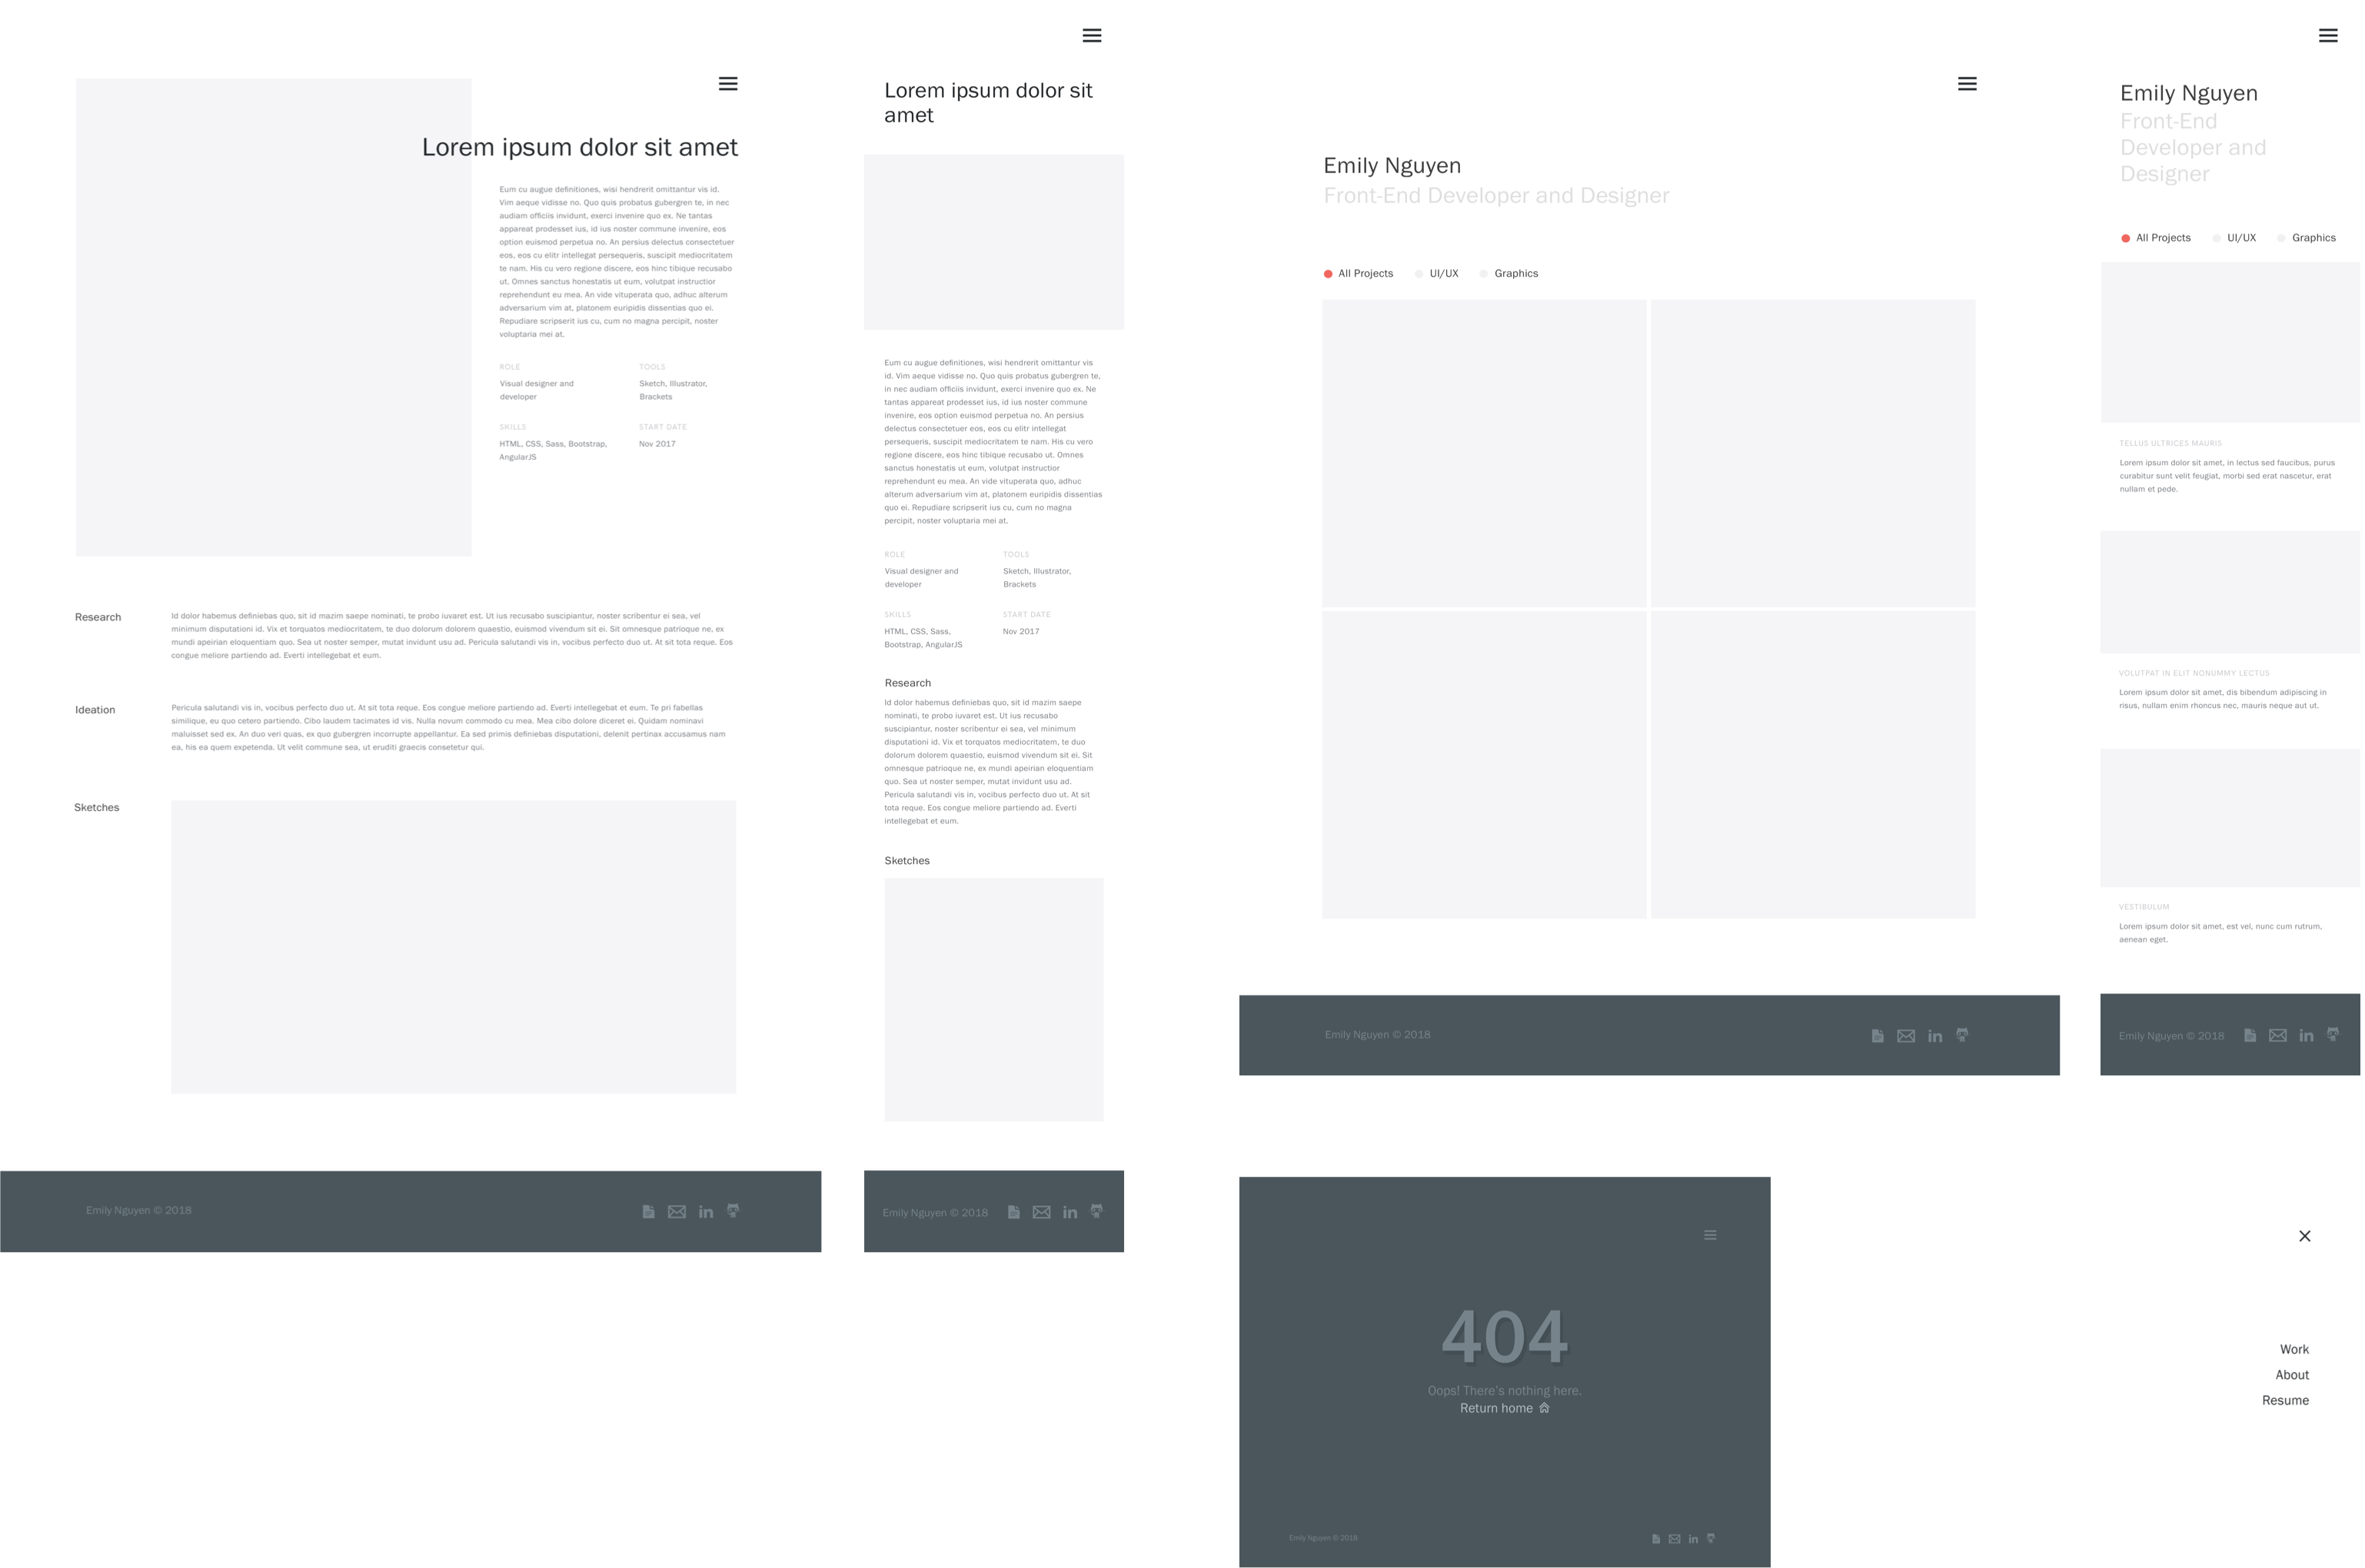 Lorem ipsum dolor sit amet
Eum cu augue definitiones, wisi hendrerit omittantur vis id.
Vim aeque vidisse no. Quo quis probatus gubergren te, in nec
audiam officiis invidunt, exerci invenire quo ex. Ne tantas
appareat prodesset ius, id ius noster commune invenire, eos
option euismod perpetua no. An persius delectus consectetuer
eos, eos cu elitr intellegat persequeris, suscipit mediocritatem
te nam. His cu vero regione discere, eos hinc tibique recusabo
ut. Omnes sanctus honestatis ut eum, volutpat instructior
reprehendunt eu mea. An vide vituperata quo, adhuc alterum
adversarium vim at, platonem euripidis dissentias quo ei.
Repudiare scripserit ius cu, cum no magna percipit, noster
voluptaria mei at.
ROLE
Visual designer and
developer
TOOLS
Sketch, Illustrator,
Brackets
SKILLS
HTML, CSS, Sass, Bootstrap,
AngularJS
START DATE
Nov 2017
Research
Id dolor habemus definiebas quo, sit id mazim saepe nominati, te probo iuvaret est. Ut ius recusabo suscipiantur, noster scribentur ei sea, vel
minimum disputationi id. Vix et torquatos mediocritatem, te duo dolorum dolorem quaestio, euismod vivendum sit ei. Sit omnesque patrioque ne, ex
mundi apeirian eloquentiam quo. Sea ut noster semper, mutat invidunt usu ad. Pericula salutandi vis in, vocibus perfecto duo ut. At sit tota reque. Eos
congue meliore partiendo ad. Everti intellegebat et eum.
Ideation
Pericula salutandi vis in, vocibus perfecto duo ut. At sit tota reque. Eos congue meliore partiendo ad. Everti intellegebat et eum. Te pri fabellas
similique, eu quo cetero partiendo. Cibo laudem tacimates id vis. Nulla novum commodo cu mea. Mea cibo dolore diceret ei. Quidam nominavi
maluisset sed ex. An duo veri quas, ex quo gubergren incorrupte appellantur. Ea sed primis definiebas disputationi, delenit pertinax accusamus nam
ea, his ea quem expetenda. Ut velit commune sea, ut eruditi graecis consetetur qui.
Sketches
Emily Nguyen © 2018
in
Lorem ipsum dolor sit
amet
Eum cu augue definitiones, wisi hendrerit omittantur vis
id. Vim aeque vidisse no. Quo quis probatus gubergren te,
in nec audiam officiis invidunt, exerci invenire quo ex. Ne
tantas appareat prodesset ius, id ius noster commune
invenire, eos option euismod perpetua no. An persius
delectus consectetuer eos, eos cu elitr intellegat
persequeris, suscipit mediocritatem te nam. His cu vero
regione discere, eos hinc tibique recusabo ut. Omnes
sanctus honestatis ut eum, volutpat instructior
reprehendunt eu mea. An vide vituperata quo, adhuc
alterum adversarium vim at, platonem euripidis dissentias
quo ei. Repudiare scripserit ius cu, cum no magna
percipit, noster voluptaria mei at.
ROLE
Visual designer and
developer
TOOLS
Sketch, Illustrator,
Brackets
SKILLS
HTML, CSS, Sass,
Bootstrap, AngularJS
START DATE
Nov 2017
Research
Id dolor habemus definiebas quo, sit id mazim saepe
nominati, te probo iuvaret est. Ut ius recusabo
suscipiantur, noster scribentur ei sea, vel minimum
disputationi id. Vix et torquatos mediocritatem, te duo
dolorum dolorem quaestio, euismod vivendum sit ei. Sit
omnesque patrioque ne, ex mundi apeirian eloquentiam
quo. Sea ut noster semper, mutat invidunt usu ad.
Pericula salutandi vis in, vocibus perfecto duo ut. At sit
tota reque. Eos congue meliore partiendo ad. Everti
intellegebat et eum.
Sketches
Emily Nguyen © 2018
in
Emily Nguyen
Front-End Developer and Designer
All Projects
UI/UX
Graphics
Emily Nguyen © 2018
in
Emily Nguyen
Front-End
Developer and
Designer
All Projects
UI/UX
Graphics
TELLUS ULTRICES MAURIS
Lorem ipsum dolor sit amet, in lectus sed faucibus, purus
curabitur sunt velit feugiat, morbi sed erat nascetur, erat
nullam et pede.
VOLUTPAT IN ELIT NONUMMY LECTUS
Lorem ipsum dolor sit amet, dis bibendum adipiscing in
risus, nullam enim rhoncus nec, mauris neque aut ut.
VESTIBULUM
Lorem ipsum dolor sit amet, est vel, nunc cum rutrum,
aenean eget.
Emily Nguyen © 2018
in
404
Oops! There's nothing here.
Return home
Emily Nguyen © 2018
in
Work
About
Resume